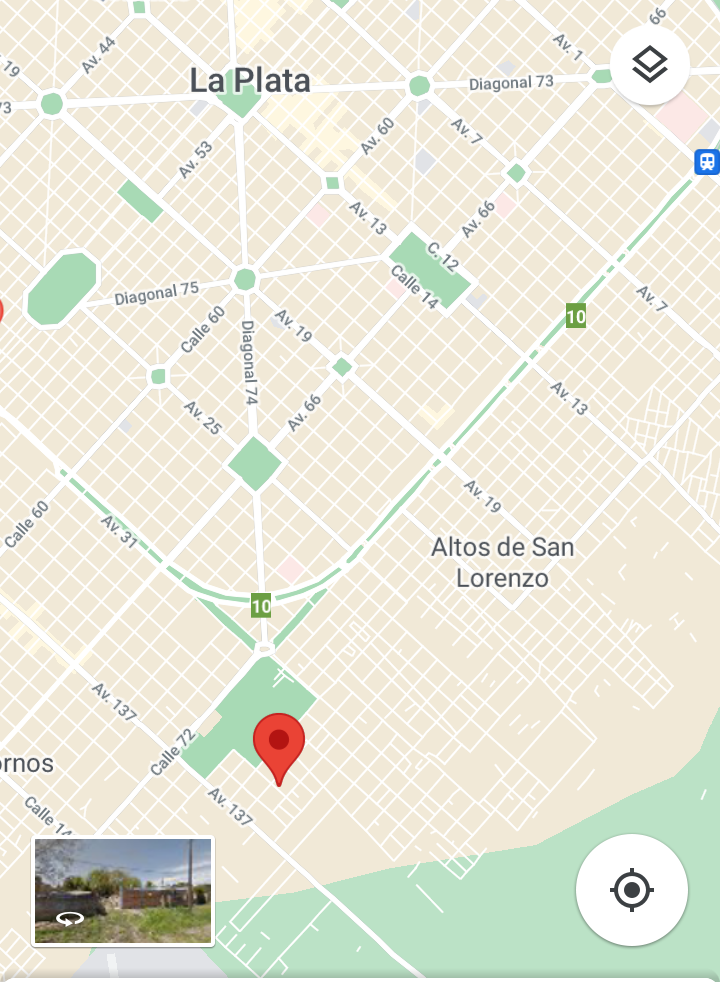 66
Av. 1
Av. 44
19
La Plata
Diagonal 73
73
Av. 60
Av. 7
Av. 53
Av. 66
Av. 13
C. 12
Calle 14
Diagonal 75
Av. 7
10
Calle 60
Av. 19
Diagonal 74
Av. 13
Av. 66
Av. 25
Av. 19
Calle 60
Av. 31
Altos de San
Lorenzo
10
Av. 137
Calle 72
ornos
Av. 137
Calle 14